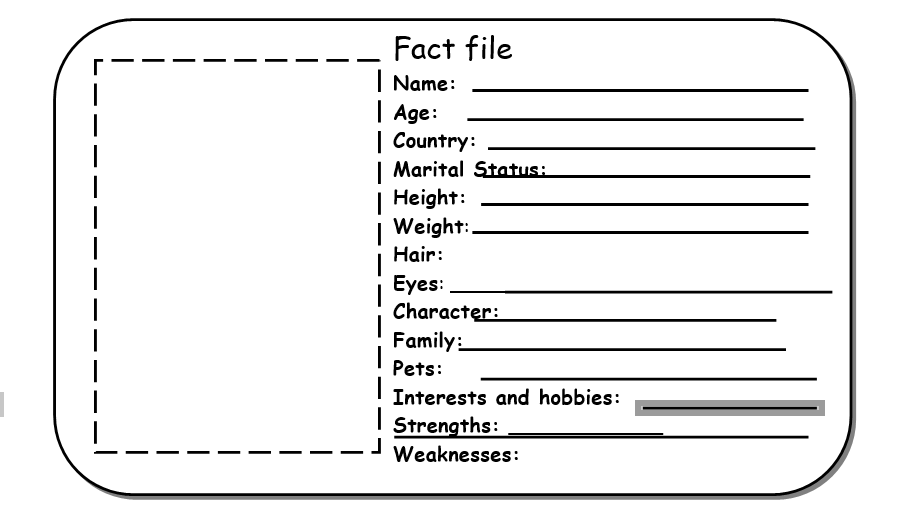 Fact file
Name:
Age:
Country:
Marital Status:
Height:
Weight:
Hair:
Eyes:
Character:
Family:
Pets:
Interests and hobbies:
Strengths:
Weaknesses: